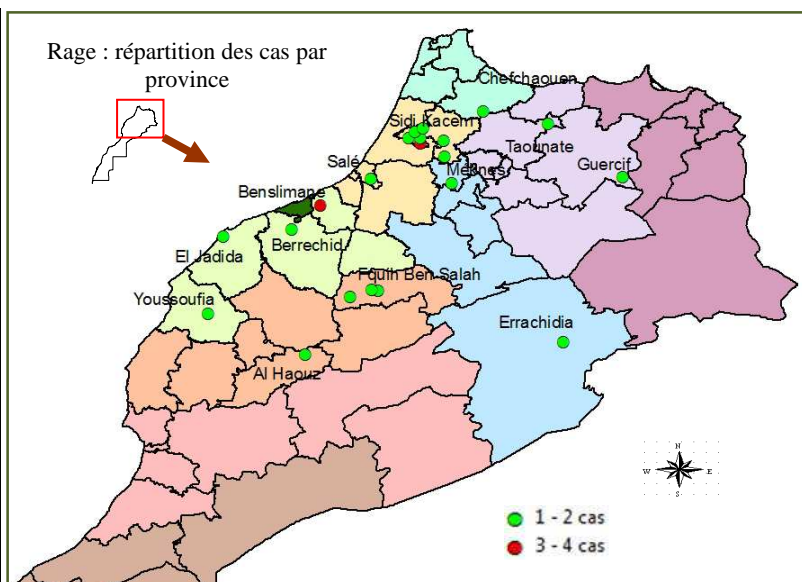 Rage : répartition des cas par
province
Chefchaouen
Sidi Kacem
Taounate
Salé
Meknes
Guercif
Benslimane
El Jadida
Berrechid
Fquih Ben Salah
Youssoufia
Errachidia
Al Haouz
N
W E
S
1 - 2 cas
3 - 4 cas